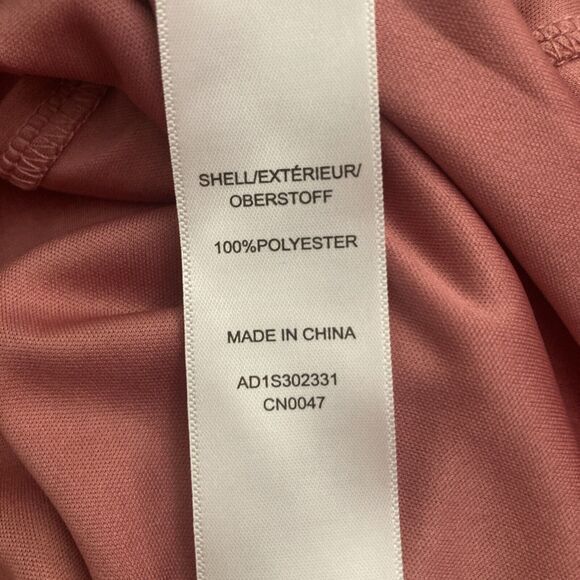 SHELL/EXTÉRIEUR/
OBERSTOFF
100%POLYESTER
MADE IN CHINA
AD1S302331
CN0047